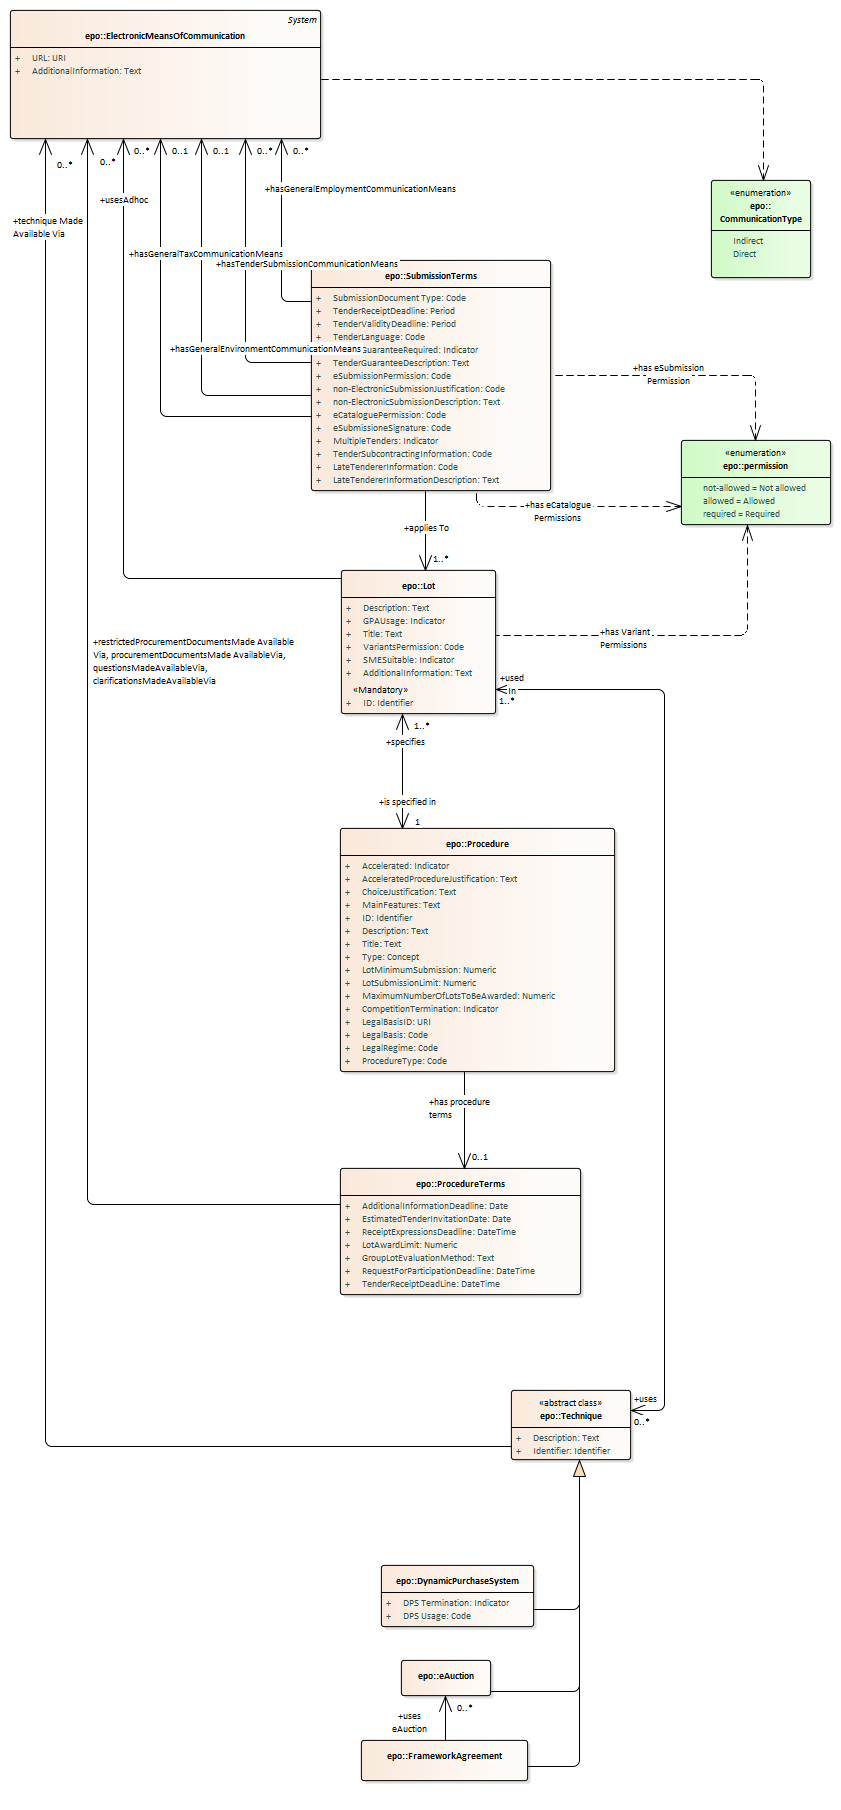 System
epo::ElectronicMeansOfCommunication
+ URL: URI
+ AdditionalInformation: Text
0..*
0..*
0..*
0..1
0..1
0..*
0..*
+technique Made
Available Via
+usesAdhoc
+hasGeneralEmploymentCommunicationMeans
+hasGeneralTaxCommunicationMeans
+hasTenderSubmissionCommunicationMeans
+hasGeneralEnvironmentCommunicationMeans
«enumeration»
epo::
CommunicationType
Indirect
Direct
epo::SubmissionTerms
+ SubmissionDocument Type: Code
+ TenderReceiptDeadline: Period
+ TenderValidityDeadline: Period
+ TenderLanguage: Code
GuaranteeRequired: Indicator
+ TenderGuaranteeDescription: Text
+ eSubmissionPermission: Code
+ non-ElectronicSubmissionJustification: Code
+ non-ElectronicSubmissionDescription: Text
+ eCataloguePermission: Code
+ eSubmissioneSignature: Code
+ MultipleTenders: Indicator
+ TenderSubcontractingInformation: Code
+ LateTendererInformation: Code
+ LateTendererInformationDescription: Text
+has eSubmission
Permission
«enumeration»
epo::permission
not-allowed = Not allowed
allowed = Allowed
required = Required
+has eCatalogue
Permissions
+applies To
1..*
epo::Lot
+ Description: Text
+ GPAUsage: Indicator
+ Title: Text
+ VariantsPermission: Code
+ SMESuitable: Indicator
+ AdditionalInformation: Text
«Mandatory»
+ ID: Identifier
+has Variant
Permissions
+used
In
1..*
+restrictedProcurementDocumentsMade Available
Via, procurementDocumentsMade AvailableVia,
questionsMadeAvailableVia,
clarificationsMadeAvailableVia
1..*
+specifies
+is specified in
1
epo::Procedure
+ Accelerated: Indicator
+ AcceleratedProcedureJustification: Text
+ ChoiceJustification: Text
+ MainFeatures: Text
+ ID: Identifier
+ Description: Text
+ Title: Text
+ Type: Concept
+ LotMinimumSubmission: Numeric
+ LotSubmissionLimit: Numeric
+ MaximumNumberOfLotsToBeAwarded: Numeric
+ CompetitionTermination: Indicator
+ LegalBasisID: URI
+ LegalBasis: Code
+ LegalRegime: Code
+ ProcedureType: Code
+has procedure
terms
0..1
epo::ProcedureTerms
+ AdditionalInformationDeadline: Date
+ EstimatedTenderInvitationDate: Date
+ ReceiptExpressionsDeadline: DateTime
+ LotAwardLimit: Numeric
+ GroupLotEvaluationMethod: Text
+ RequestForParticipationDeadline: DateTime
+ TenderReceiptDeadLine: DateTime
+uses
0..*
«abstract class»
epo::Technique
+ Description: Text
+ Identifier: Identifier
epo::DynamicPurchaseSystem
+ DPS Termination: Indicator
+ DPS Usage: Code
epo::eAuction
0..*
+uses
eAuction
epo::FrameworkAgreement